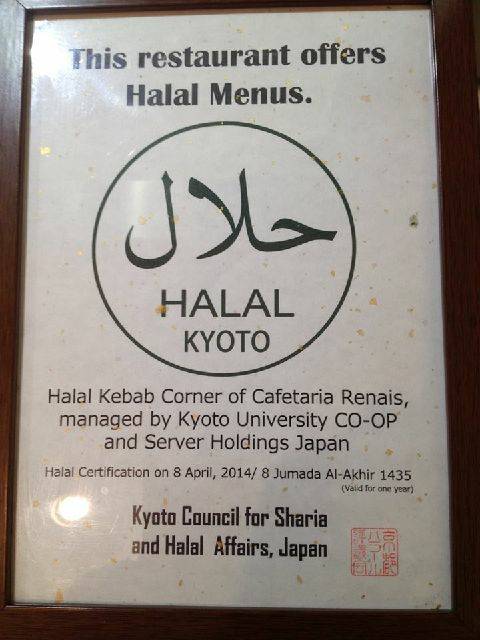 This restaurant offers
Halal Menus.
حلال
HALAL
KYOTO
Halal Kebab Corner of Cafetaria Renais,
managed by Kyoto University CO-OP
and Server Holdings Japan
Halal Certification on 8 April, 2014/ 8 Jumada Al-Akhir 1435
(Valid for one year)
Kyoto Council for Sharia
and Halal Affairs, Japan